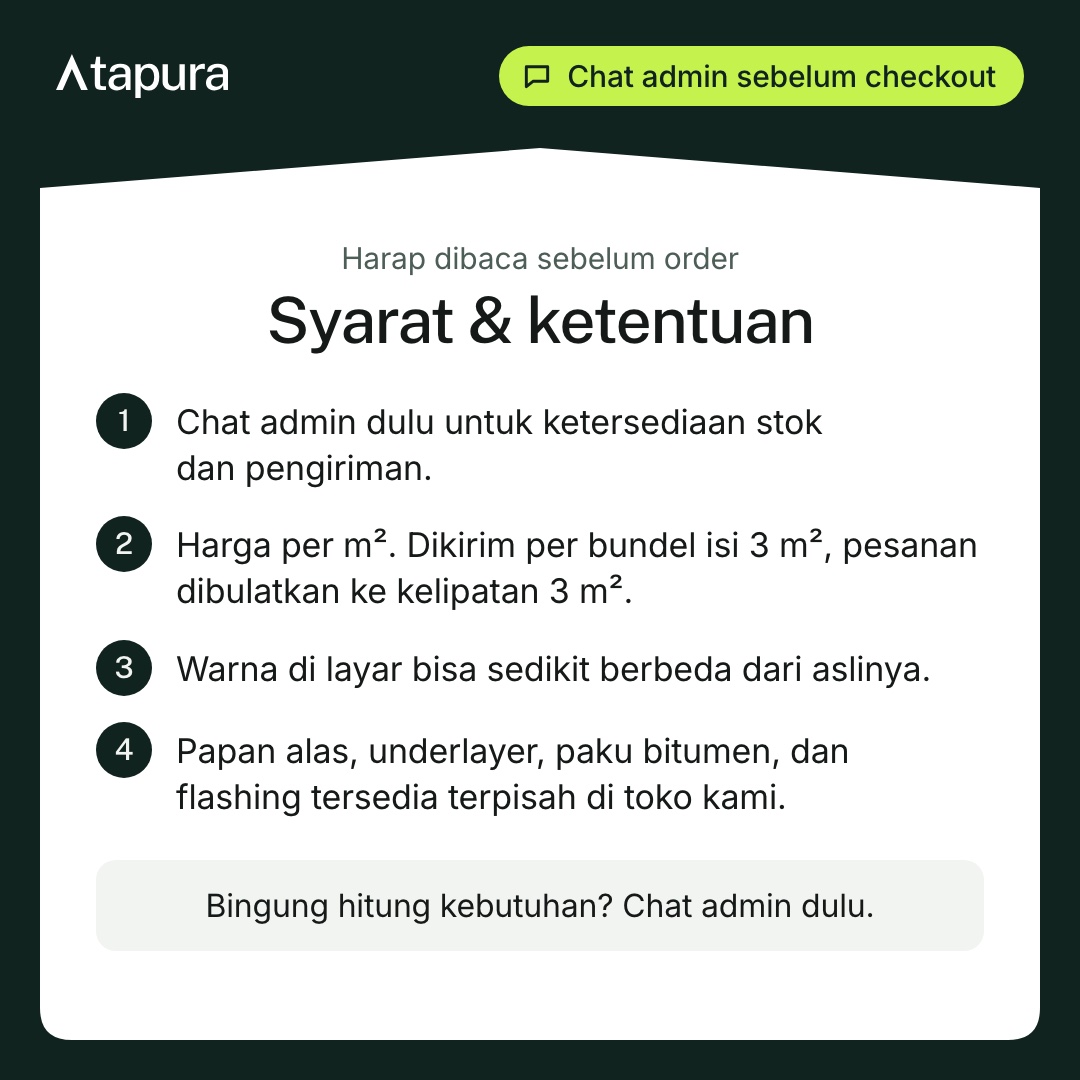 Atapura
Chat admin sebelum checkout
Harap dibaca sebelum order
Syarat & ketentuan
1
Chat admin dulu untuk ketersediaan stok
dan pengiriman.
2
Harga per m². Dikirim per bundel isi 3 m², pesanan
dibulatkan ke kelipatan 3 m².
3
Warna di layar bisa sedikit berbeda dari aslinya.
4
Papan alas, underlayer, paku bitumen, dan
flashing tersedia terpisah di toko kami.
Bingung hitung kebutuhan? Chat admin dulu.